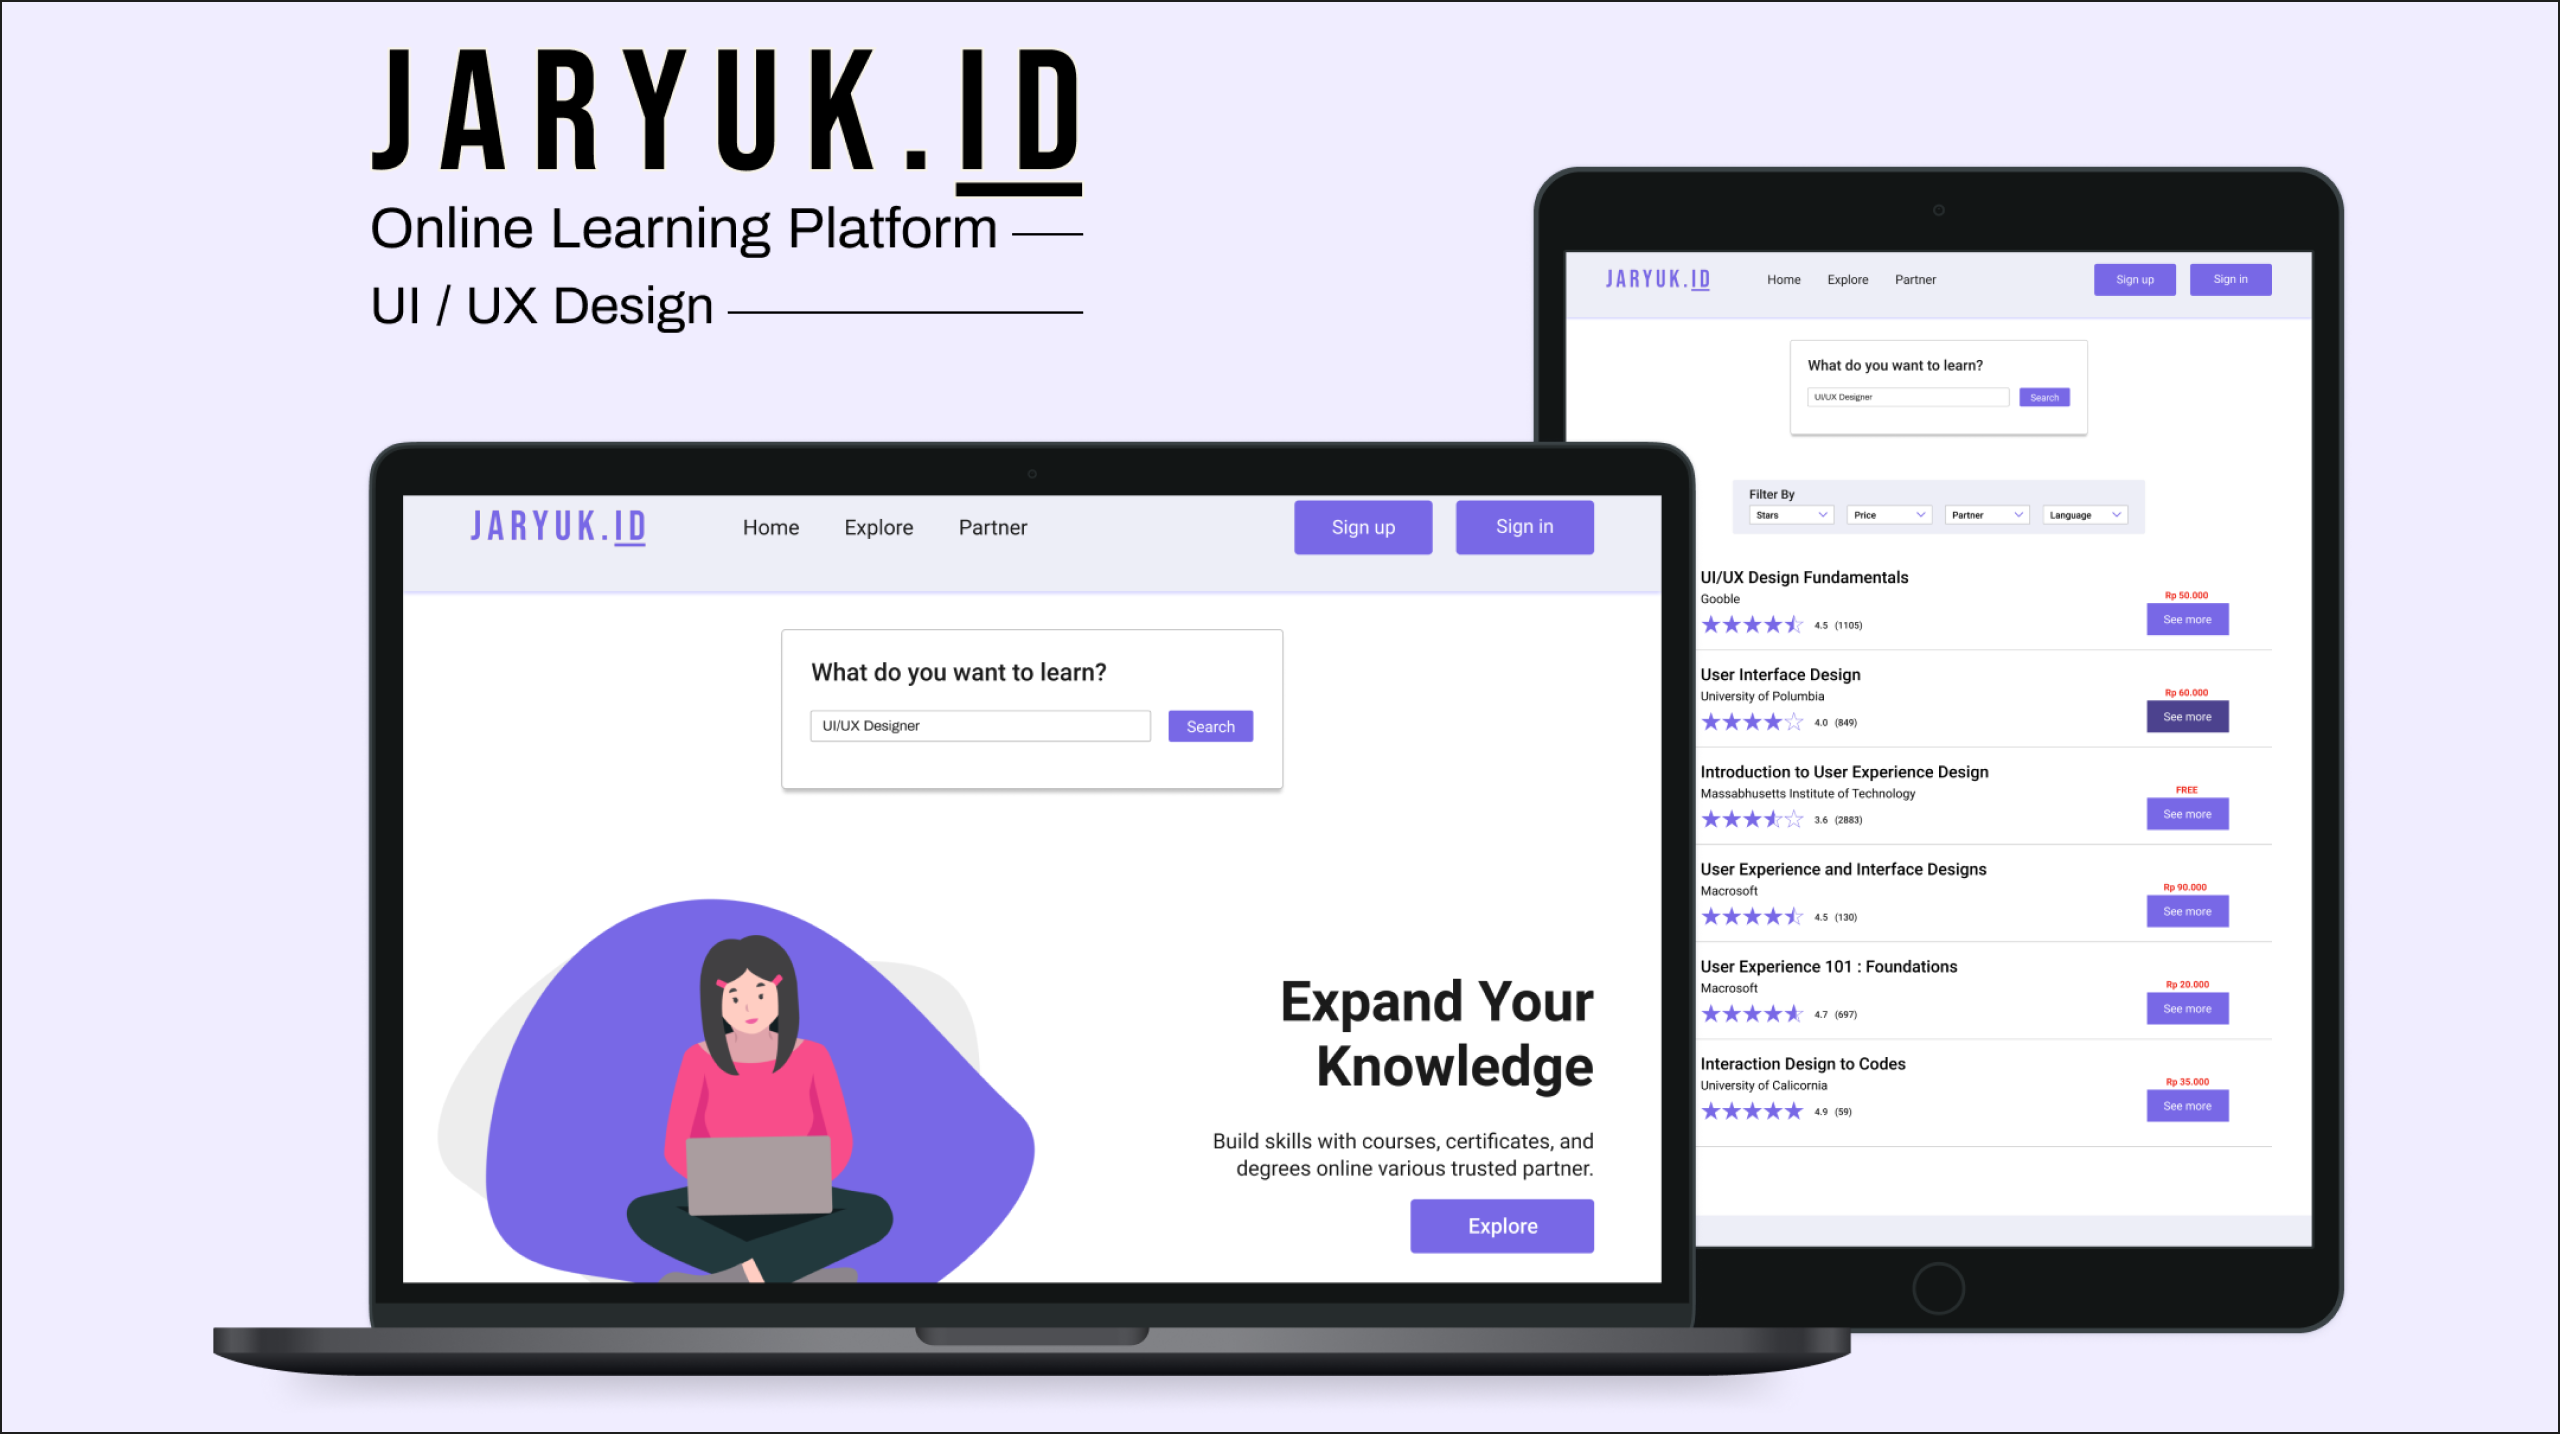 JARYUK.ID
Online Learning Platform
UI / UX Design
JARYUK.ID Home Explore Partner Sign up Sign in
What do you want to learn?
UI/UX Designer Search
Expand Your
Knowledge
Build skills with courses, certificates, and
degrees online various trusted partner.
Explore
JARYUK.ID Home Explore Partner Sign up Sign in
What do you want to learn?
UI/UX Designer Search
Filter By
Stars Price Partner Language
UI/UX Design Fundamentals
Gooble
Rp 50.000
4.5 (1105)
See more
User Interface Design
University of Polumbia
Rp 60.000
4.0 (849)
See more
Introduction to User Experience Design
Massabhusetts Institute of Technology
FREE
3.6 (2883)
See more
User Experience and Interface Designs
Macrosoft
Rp 90.000
4.5 (130)
See more
User Experience 101 : Foundations
Macrosoft
Rp 20.000
4.7 (697)
See more
Interaction Design to Codes
University of Calicornia
Rp 35.000
4.9 (59)
See more